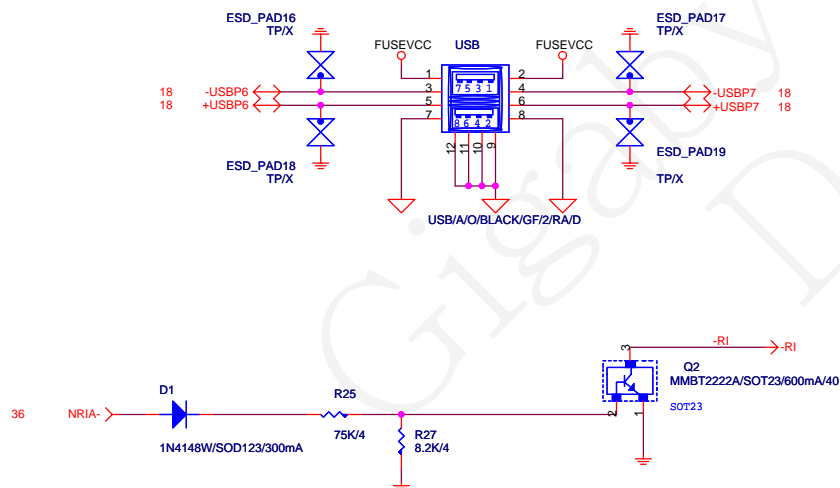 ESD_PAD16
TP/X
ESD_PAD17
TP/X
FUSEVCC
USB
FUSEVCC
1
2
7 5 3 1
18
-USBP6
3
4
-USBP7
18
18
+USBP6
5
6
+USBP7
18
7
8 6 4 2
8
12
11
10
9
ESD_PAD18
TP/X
ESD_PAD19
TP/X
USB/A/O/BLACK/GF/2/RA/D
Gigaby
D
3
-RI
-RI
Q2
MMBT2222A/SOT23/600mA/40
SOT23
D1
R25
36
NRIA-
2
1
75K/4
R27
8.2K/4
1N4148W/SOD123/300mA